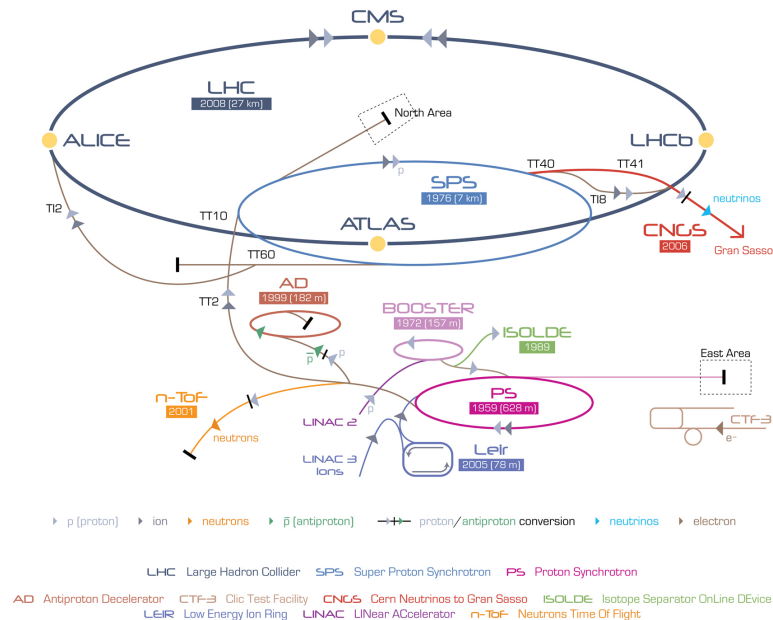 CMS
LHC
2008 (27 km)
North Area
ALICE
LHCb
TT40
TT41
SPS
1976 (7 km)
p
TI2
TI8
TT10
ATLAS
neutrinos
CNGS
2006
Gran Sasso
TT60
AD
1999 (182 m)
TT2
BOOSTER
1972 (157 m)
ISOLDE
1989
p̅
p
East Area
n-ToF
2001
neutrons
LINAC 2
p
PS
1959 (628 m)
CTF3
e-
LINAC 3
Ions
Leir
2005 (78 m)
p (proton)
ion
neutrons
p̅ (antiproton)
proton/antiproton conversion
neutrinos
electron
LHC Large Hadron Collider
SPS Super Proton Synchrotron
PS Proton Synchrotron
AD Antiproton Decelerator
CTF3 Clic Test Facility
CNGS Cern Neutrinos to Gran Sasso
ISOLDE Isotope Separator OnLine DEvice
LEIR Low Energy Ion Ring
LINAC LINear ACcelerator
n-ToF Neutrons Time Of Flight